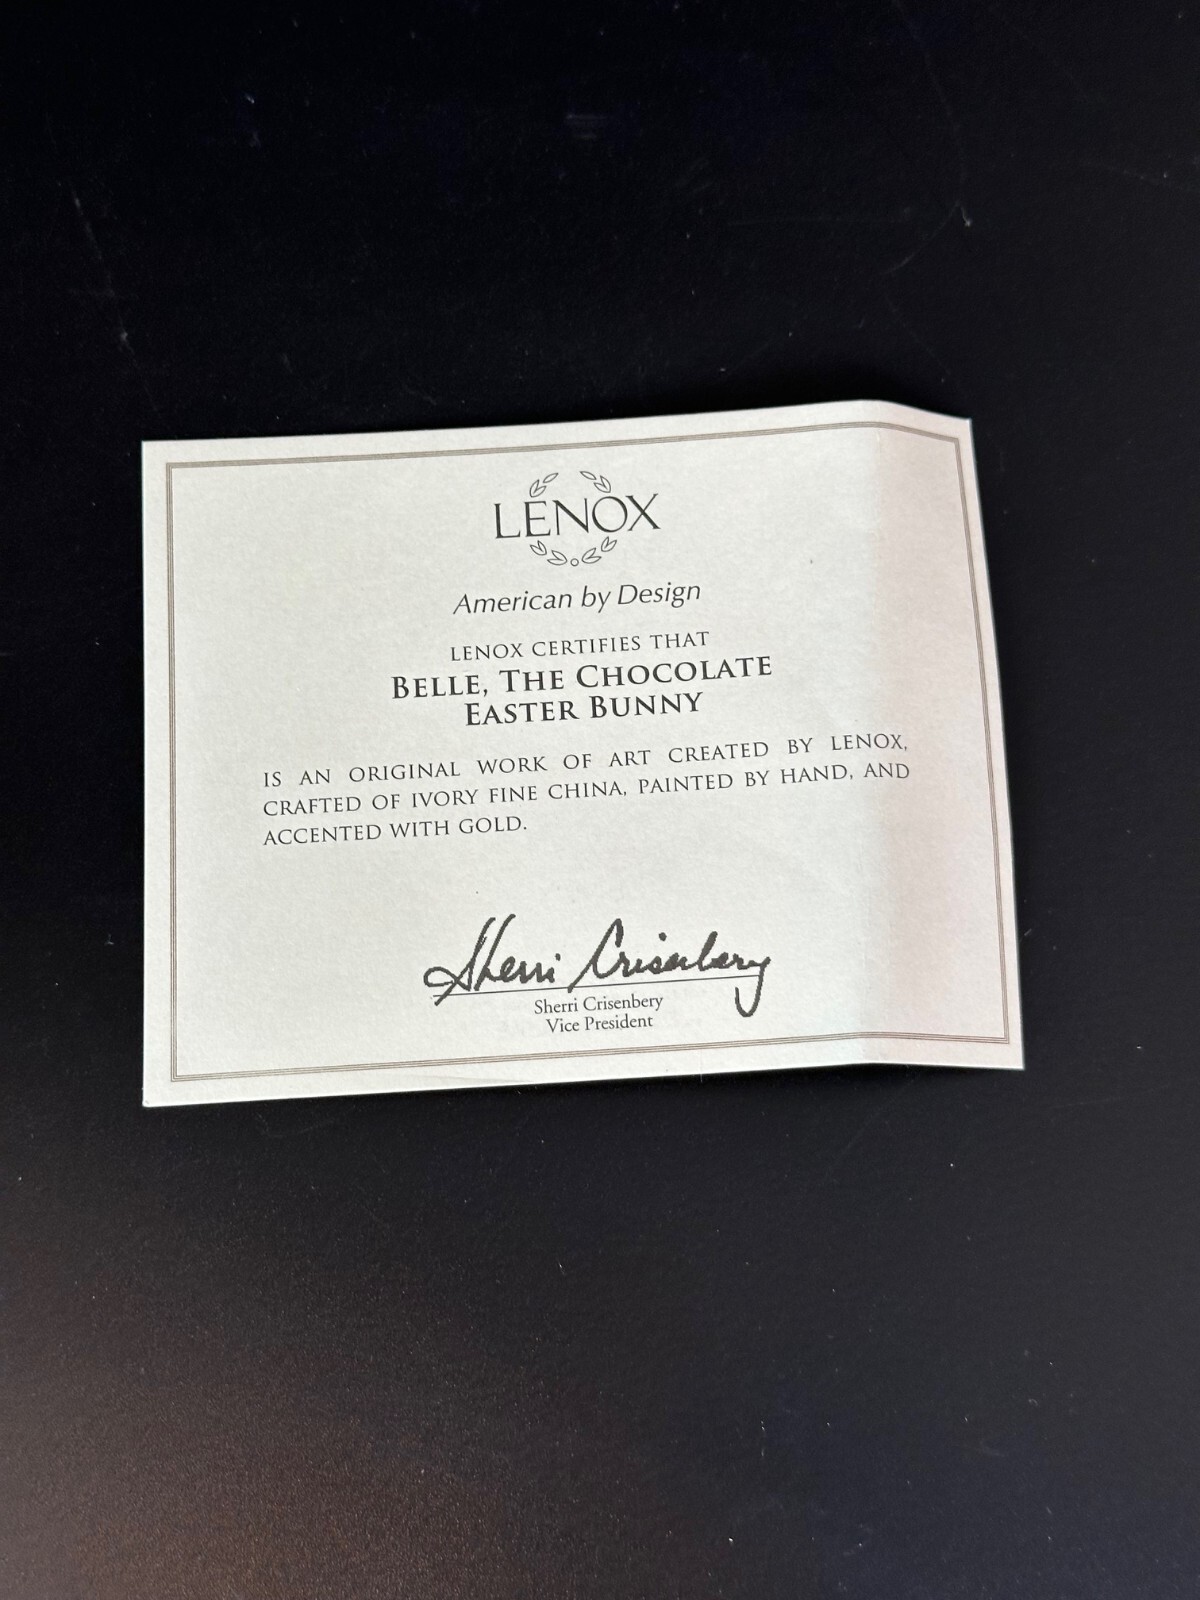 LENOX
American by Design
LENOX CERTIFIES THAT
BELLE, THE CHOCOLATE
EASTER BUNNY
IS AN ORIGINAL WORK OF ART CREATED BY LENOX,
CRAFTED OF IVORY FINE CHINA, PAINTED BY HAND, AND
ACCENTED WITH GOLD.
Sherri Crisenbery
Sherri Crisenbery
Vice President